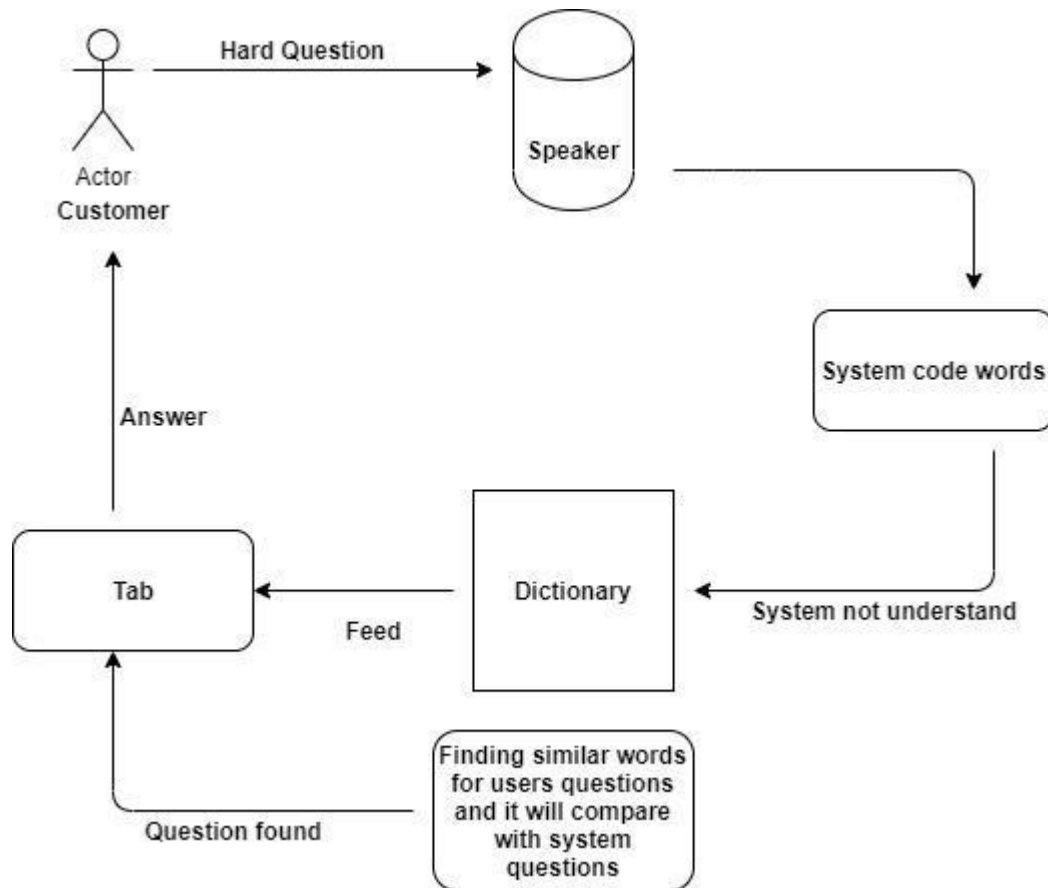 Hard Question
Speaker
Actor
Customer
System code words
Answer
Tab
Dictionary
System not understand
Feed
Finding similar words
for users questions
and it will compare
with system
questions
Question found